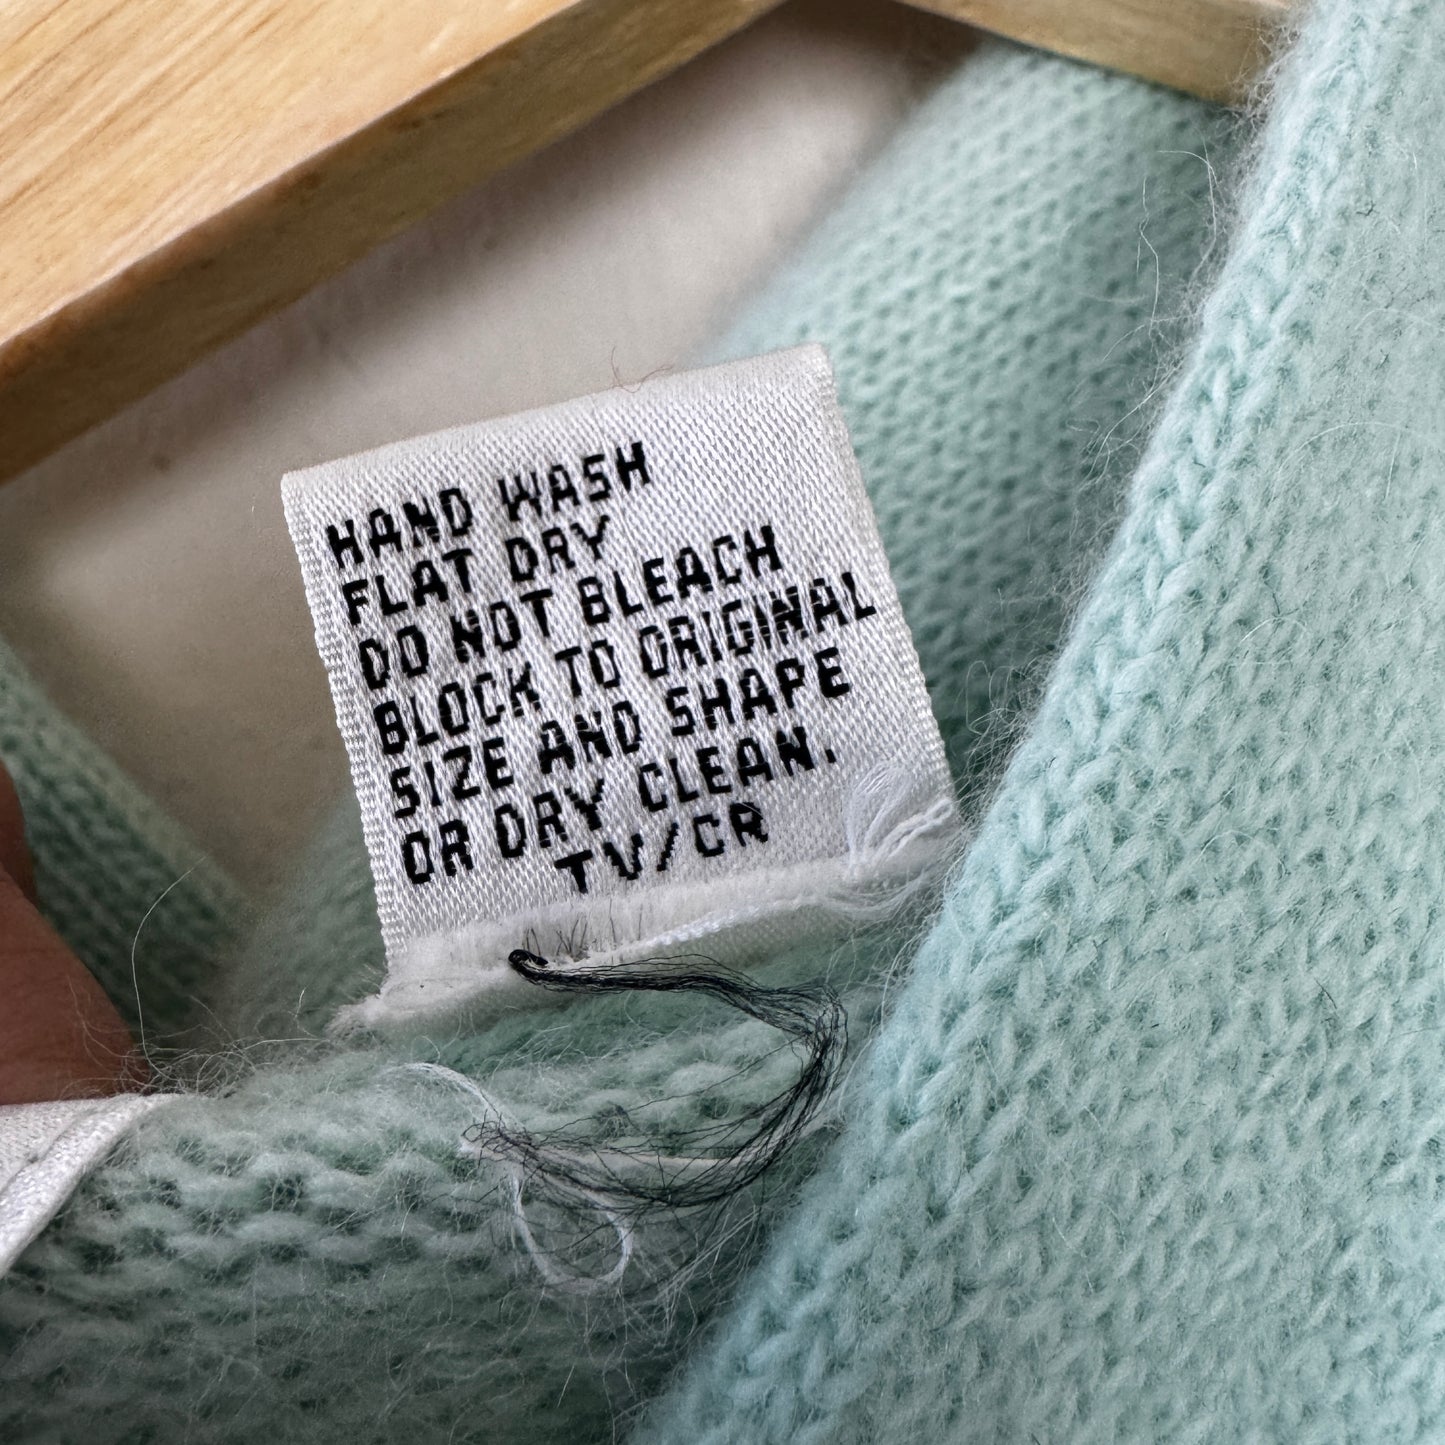 HAND WASH
FLAT DRY
DO NOT BLEACH
BLOCK TO ORIGINAL
SIZE AND SHAPE
OR DRY CLEAN.
TV/CR